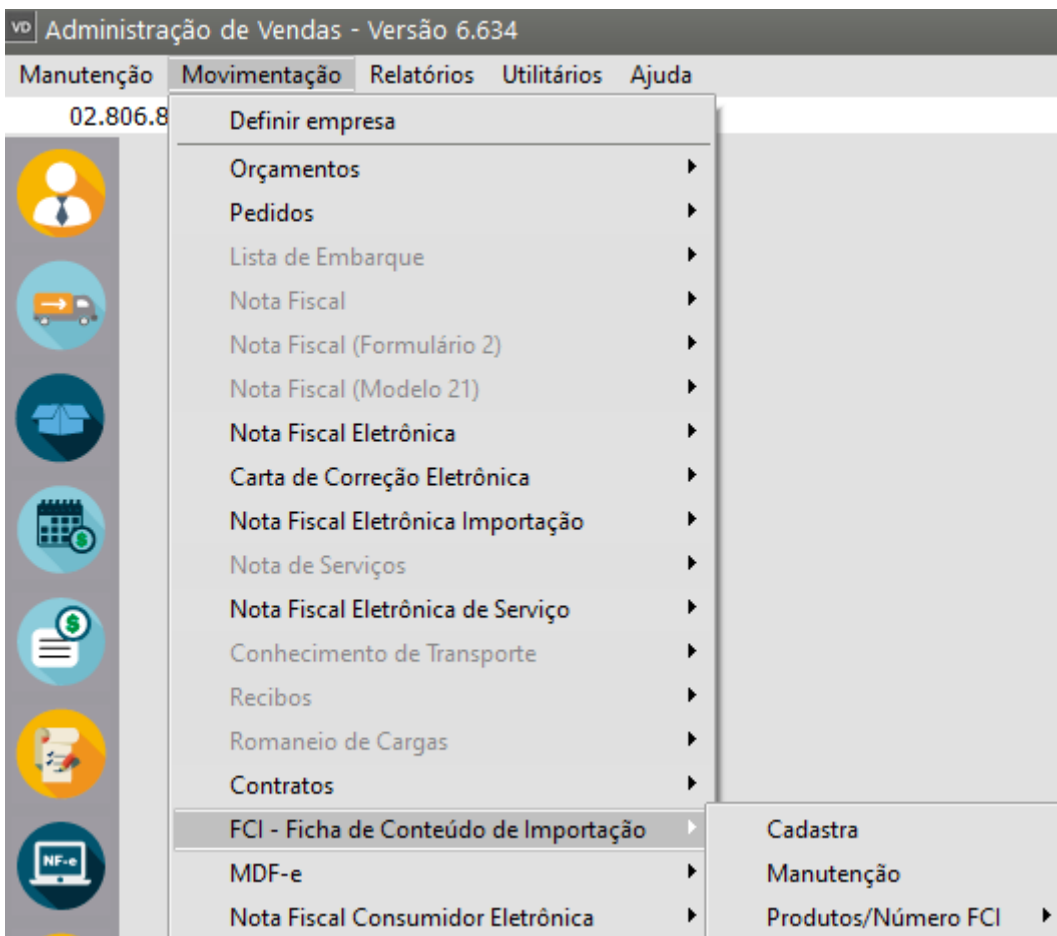 VD Administração de Vendas - Versão 6.634
Manutenção Movimentação Relatórios Utilitários Ajuda
02.806.8
Definir empresa
Orçamentos
Pedidos
Lista de Embarque
Nota Fiscal
Nota Fiscal (Formulário 2)
Nota Fiscal (Modelo 21)
Nota Fiscal Eletrônica
Carta de Correção Eletrônica
Nota Fiscal Eletrônica Importação
Nota de Serviços
Nota Fiscal Eletrônica de Serviço
Conhecimento de Transporte
Recibos
Romaneio de Cargas
Contratos
FCI - Ficha de Conteúdo de Importação
Cadastra
NF-e
MDF-e
Manutenção
Nota Fiscal Consumidor Eletrônica
Produtos/Número FCI